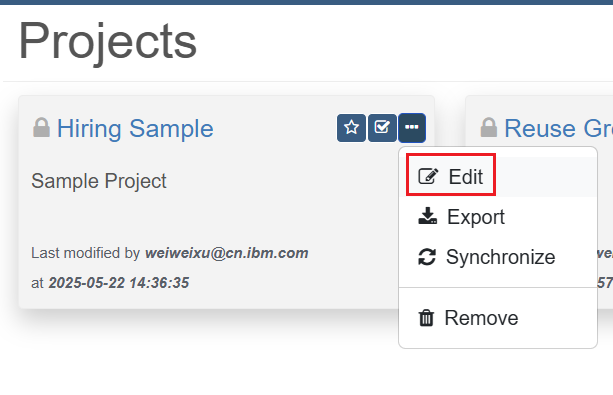 Projects
Hiring Sample
Reuse Gr
Sample Project
Edit
Export
Synchronize
Remove
Last modified by weiweixu@cn.ibm.com
at 2025-05-22 14:36:35
57